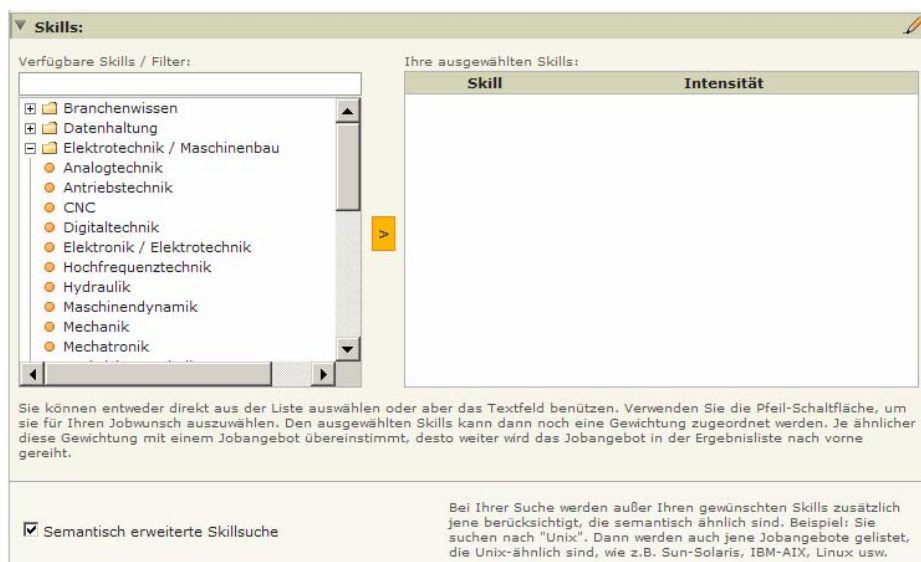 Skills:
Verfügbare Skills / Filter:
Ihre ausgewählten Skills:
Skill
Intensität
Branchenwissen
Datenhaltung
Elektrotechnik / Maschinenbau
Analogtechnik
Antriebstechnik
CNC
Digitaltechnik
Elektronik / Elektrotechnik
Hochfrequenztechnik
Hydraulik
Maschinendynamik
Mechanik
Mechatronik
>
Sie können entweder direkt aus der Liste auswählen oder aber das Textfeld benützen. Verwenden Sie die Pfeil-Schaltfläche, um
sie für Ihren Jobwunsch auszuwählen. Den ausgewählten Skills kann dann noch eine Gewichtung zugeordnet werden. Je ähnlicher
diese Gewichtung mit einem Jobangebot übereinstimmt, desto weiter wird das Jobangebot in der Ergebnisliste nach vorne
gereiht.
Semantisch erweiterte Skillsuche
Bei Ihrer Suche werden außer Ihren gewünschten Skills zusätzlich
jene berücksichtigt, die semantisch ähnlich sind. Beispiel: Sie
suchen nach "Unix". Dann werden auch jene Jobangebote gelistet,
die Unix-ähnlich sind, wie z.B. Sun-Solaris, IBM-AIX, Linux usw.